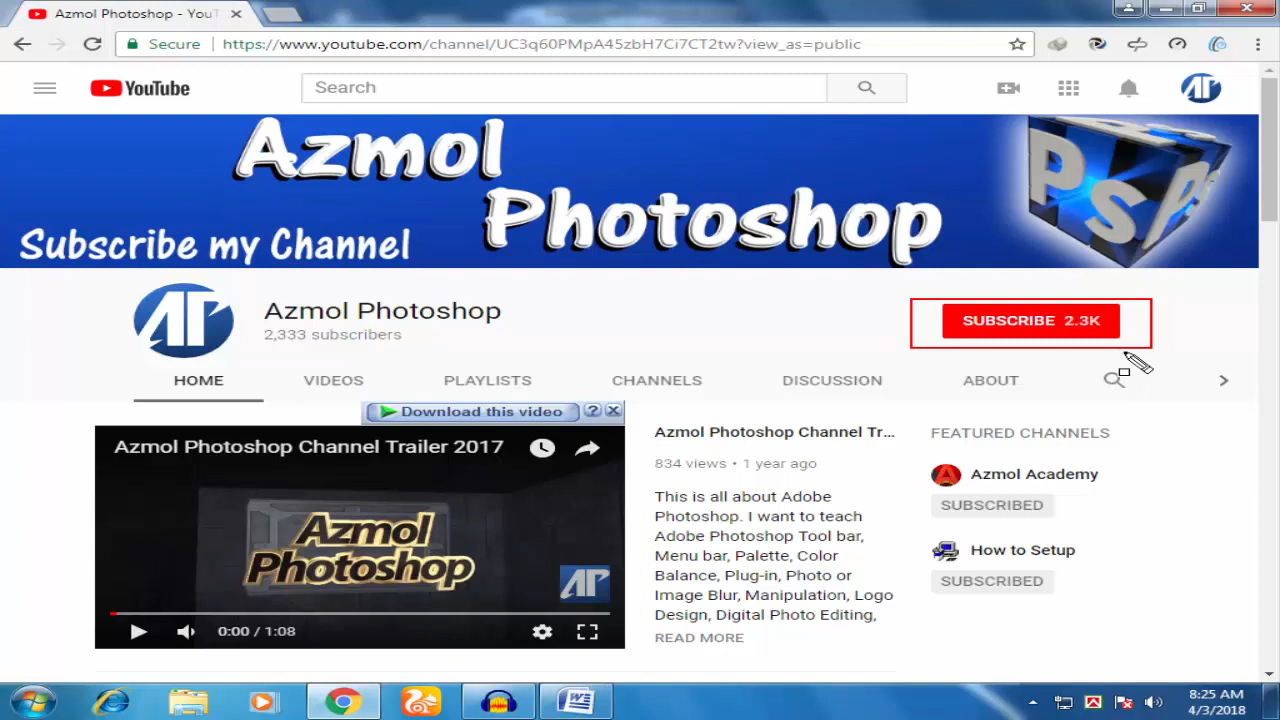 Azmol Photoshop - YouT
Secure
https://www.youtube.com/channel/UC3q60PMpA45zbH7Ci7CT2tw?view_as=public
YouTube
Search
AP
Azmol
Photoshop
Subscribe my Channel
Ps
AP
Azmol Photoshop
2,333 subscribers
SUBSCRIBE 2.3K
HOME
VIDEOS
PLAYLISTS
CHANNELS
DISCUSSION
ABOUT
Download this video
?
Azmol Photoshop Channel Trailer 2017
Azmol
Photoshop
AP
0:00 / 1:08
Azmol Photoshop Channel Tr...
834 views • 1 year ago
This is all about Adobe
Photoshop. I want to teach
Adobe Photoshop Tool bar,
Menu bar, Palette, Color
Balance, Plug-in, Photo or
Image Blur, Manipulation, Logo
Design, Digital Photo Editing,
READ MORE
FEATURED CHANNELS
Azmol Academy
SUBSCRIBED
How to Setup
SUBSCRIBED
8:25 AM
4/3/2018